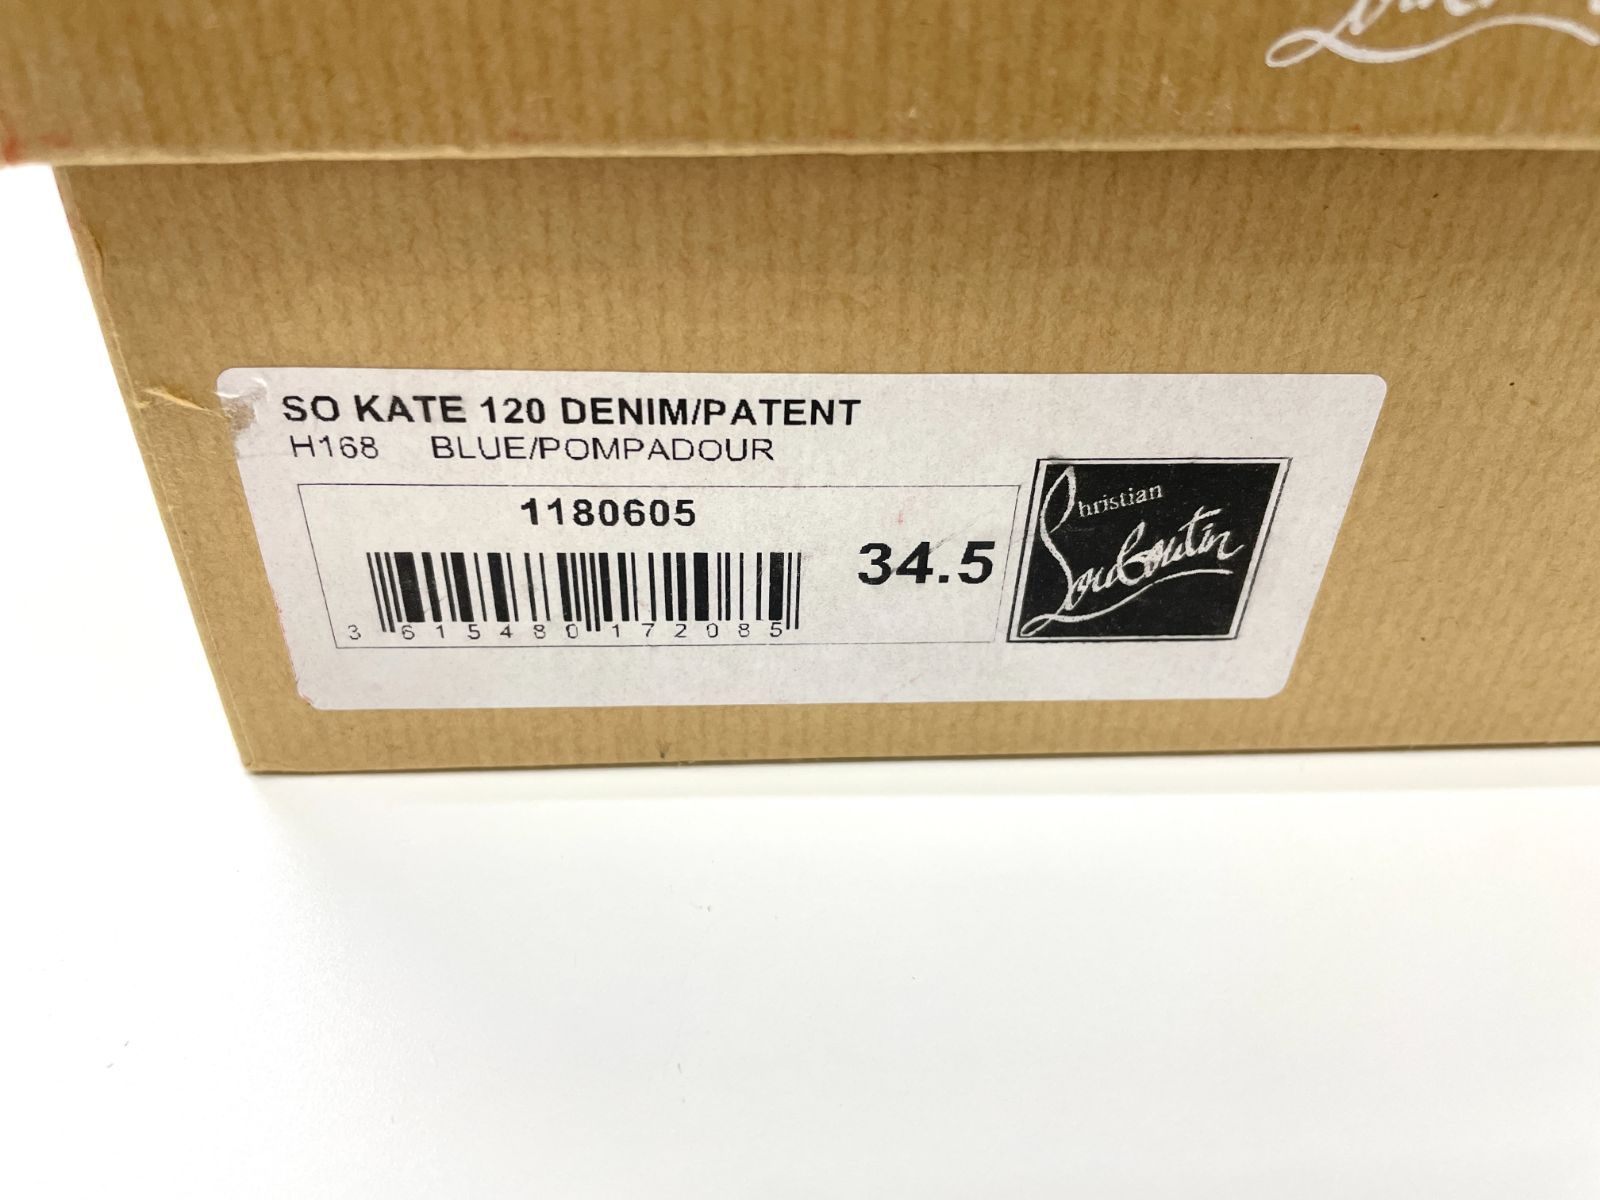 SO KATE 120 DENIM/PATENT
H168 BLUE/POMPADOUR
1180605
34.5
3 615480 172085
Christian
Louboutin